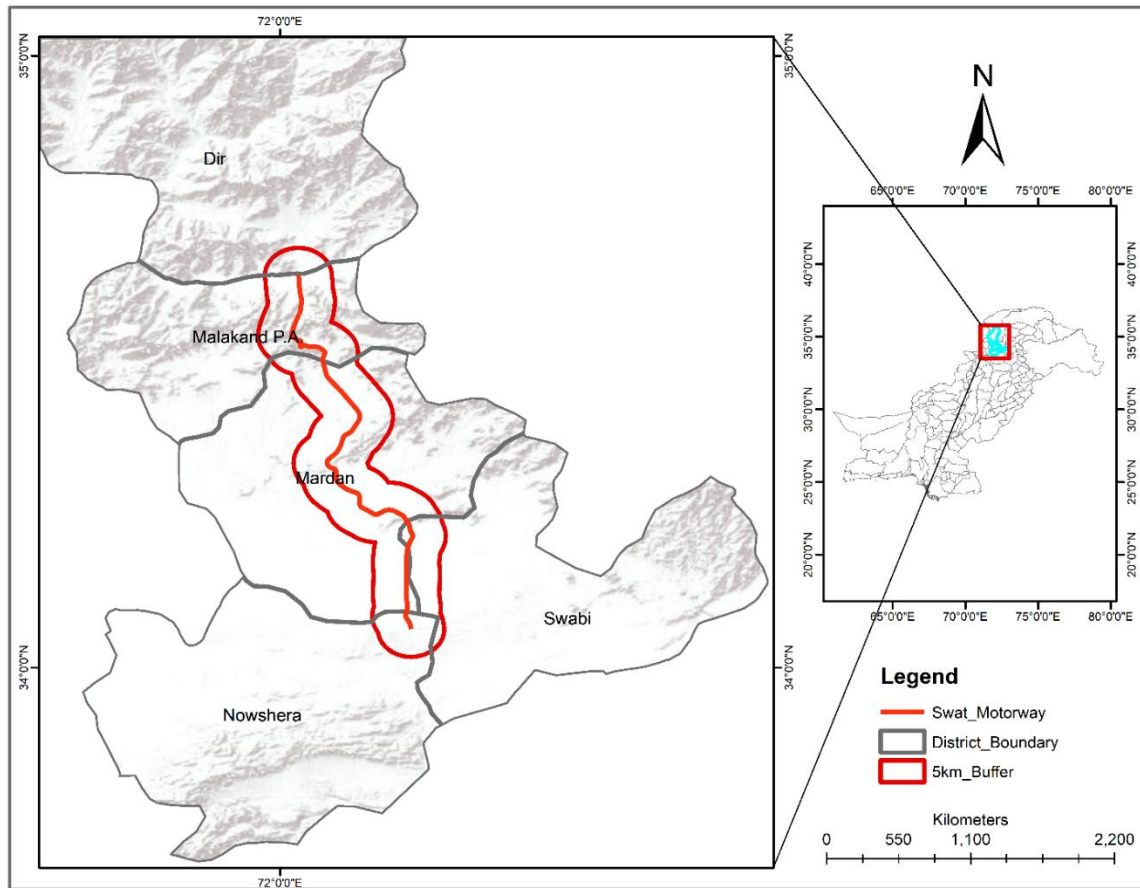 72°0'0"E
35°0'0"N
35°0'0"N
Dir
Malakand P.A.
Mardan
Swabi
Nowshera
34°0'0"N
34°0'0"N
72°0'0"E
N
65°0'0"E 70°0'0"E 75°0'0"E 80°0'0"E
40°0'0"N
40°0'0"N
35°0'0"N
35°0'0"N
30°0'0"N
30°0'0"N
25°0'0"N
25°0'0"N
20°0'0"N
20°0'0"N
65°0'0"E 70°0'0"E 75°0'0"E 80°0'0"E
Legend
Swat_Motorway
District_Boundary
5km_Buffer
Kilometers
0 550 1,100 2,200